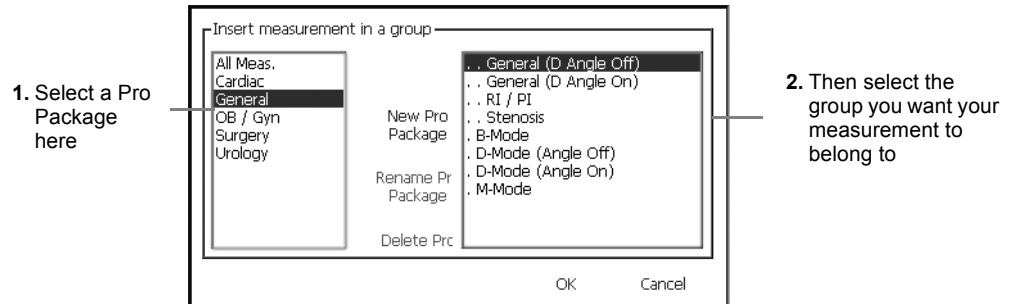 Insert measurement in a group
1. Select a Pro
Package
here
All Meas.
Cardiac
General
OB / Gyn
Surgery
Urology
New Pro
Package
Rename Pr
Package
Delete Prc
. . General (D Angle Off)
. . General (D Angle On)
. . RI / PI
. . Stenosis
. B-Mode
. D-Mode (Angle Off)
. D-Mode (Angle On)
. M-Mode
2. Then select the
group you want your
measurement to
belong to
OK
Cancel